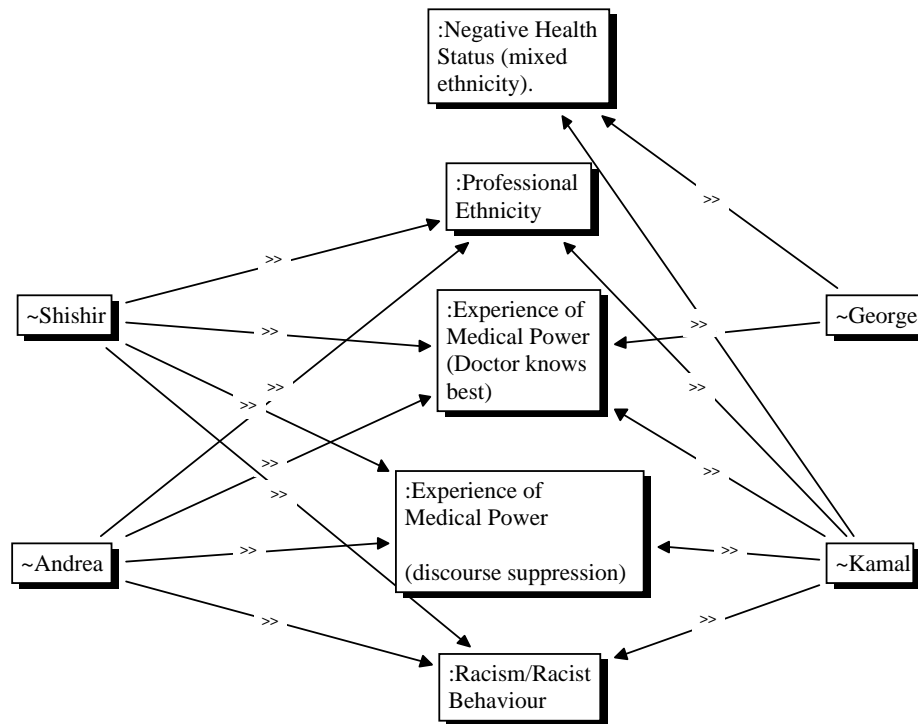 :Negative Health
Status (mixed
ethnicity).
:Professional
Ethnicity
>>
>>
~Shishir
:Experience of
Medical Power
(Doctor knows
best)
~George
>>
>>
>>
>>
>>
>>
>>
>>
>>
:Experience of
Medical Power
(discourse suppression)
~Andrea
>>
>>
~Kamal
>>
>>
:Racism/Racist
Behaviour